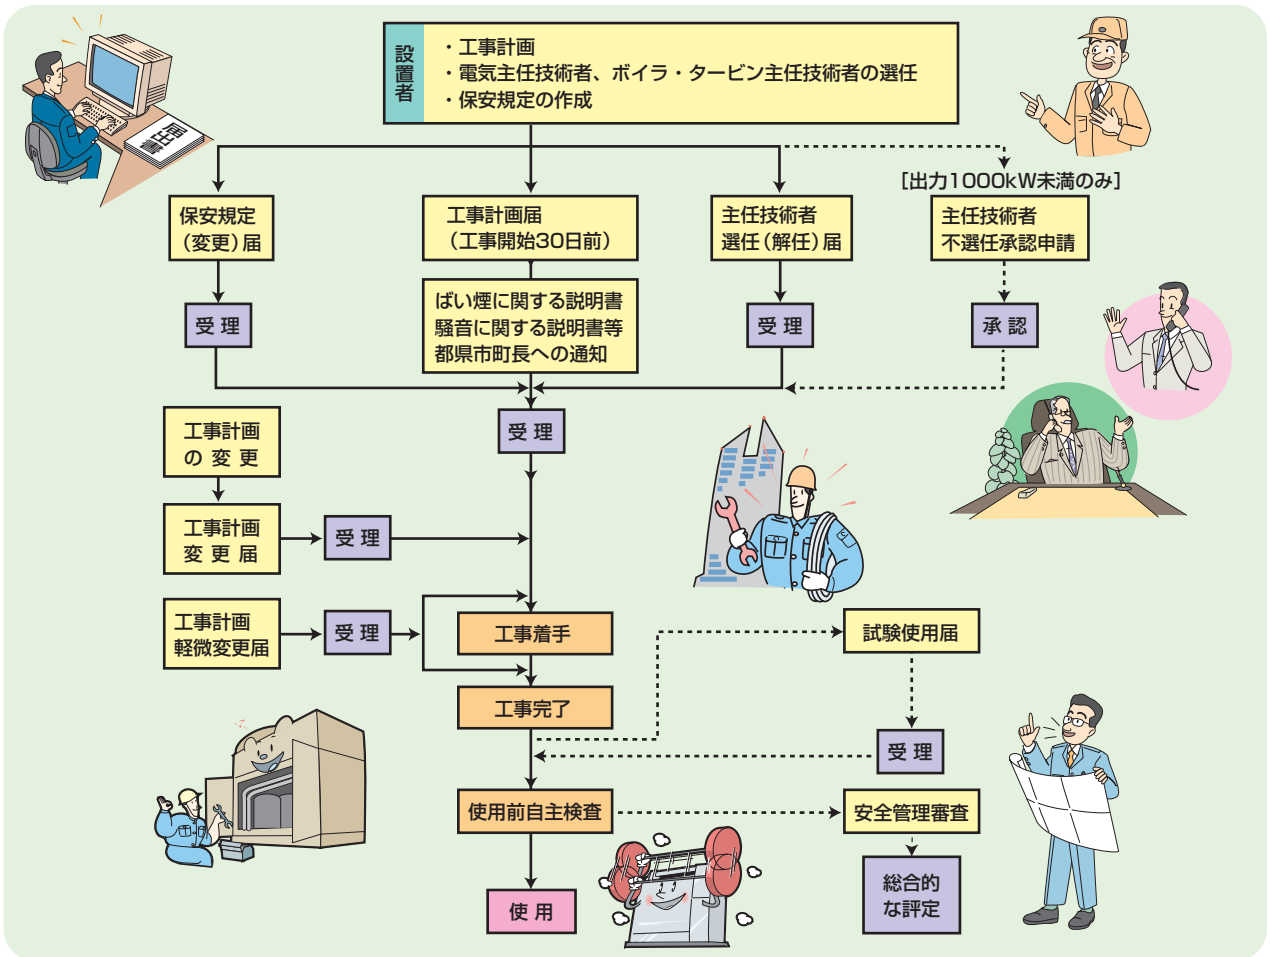 設置者
・工事計画
・電気主任技術者、ボイラ・タービン主任技術者の選任
・保安規定の作成
届出書
[出力1000kW未満のみ]
保安規定
（変更）届
工事計画届
（工事開始30日前）
主任技術者
選任（解任）届
主任技術者
不選任承認申請
受理
ばい煙に関する説明書
騒音に関する説明書等
都県市町長への通知
受理
承認
受理
工事計画
の変更
工事計画
変更届
受理
工事計画
軽微変更届
受理
工事着手
試験使用届
工事完了
受理
使用前自主検査
安全管理審査
総合的
な評定
使用